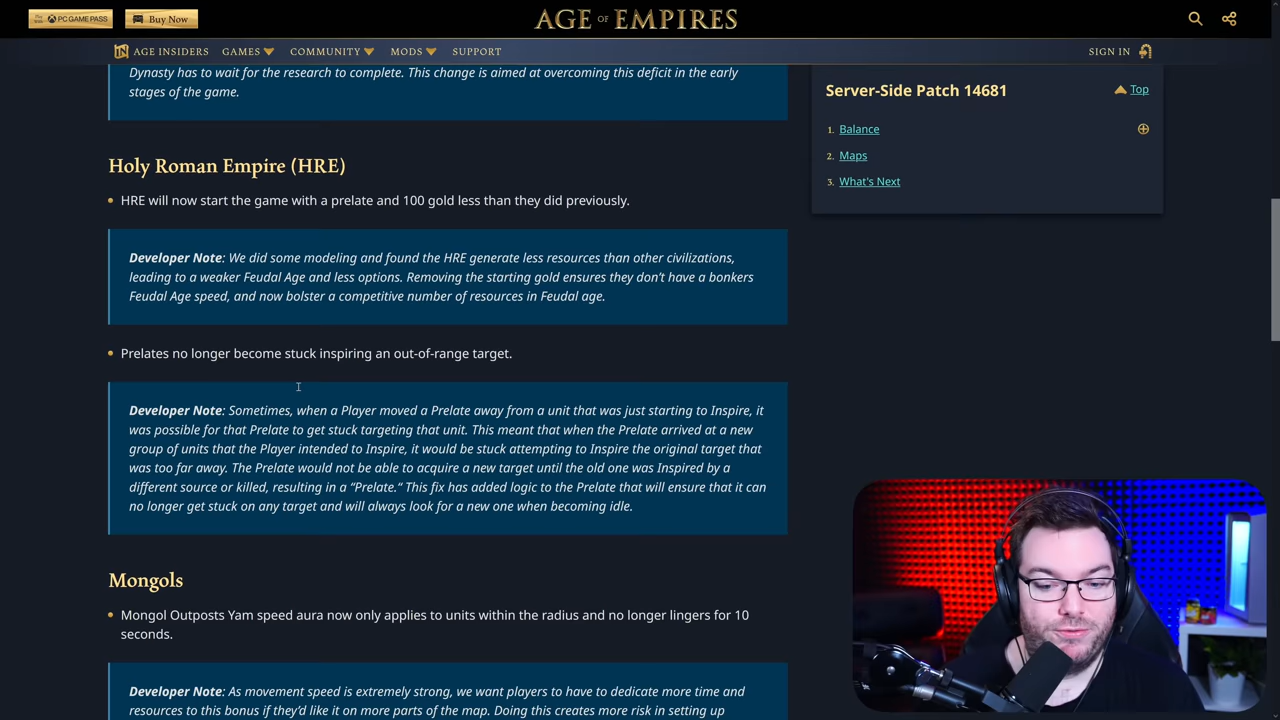 PC GAME PASS
Buy Now
AGE OF EMPIRES
AGE INSIDERS
GAMES
COMMUNITY
MODS
SUPPORT
SIGN IN
Dynasty has to wait for the research to complete. This change is aimed at overcoming this deficit in the early
stages of the game.
Server-Side Patch 14681
Top
1. Balance
2. Maps
3. What's Next
Holy Roman Empire (HRE)
HRE will now start the game with a prelate and 100 gold less than they did previously.
Developer Note: We did some modeling and found the HRE generate less resources than other civilizations,
leading to a weaker Feudal Age and less options. Removing the starting gold ensures they don't have a bonkers
Feudal Age speed, and now bolster a competitive number of resources in Feudal age.
Prelates no longer become stuck inspiring an out-of-range target.
Developer Note: Sometimes, when a Player moved a Prelate away from a unit that was just starting to Inspire, it
was possible for that Prelate to get stuck targeting that unit. This meant that when the Prelate arrived at a new
group of units that the Player intended to Inspire, it would be stuck attempting to Inspire the original target that
was too far away. The Prelate would not be able to acquire a new target until the old one was Inspired by a
different source or killed, resulting in a “Prelate.” This fix has added logic to the Prelate that will ensure that it can
no longer get stuck on any target and will always look for a new one when becoming idle.
Mongols
Mongol Outposts Yam speed aura now only applies to units within the radius and no longer lingers for 10
seconds.
Developer Note: As movement speed is extremely strong, we want players to have to dedicate more time and
resources to this bonus if they'd like it on more parts of the map. Doing this creates more risk in setting up